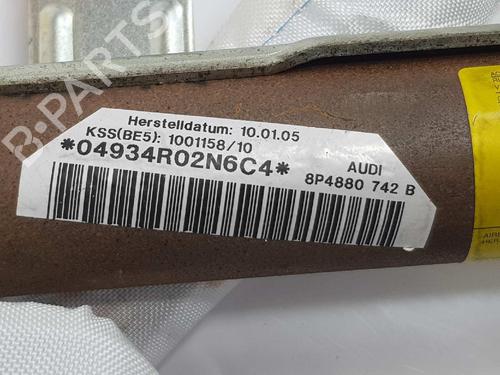 B-PARTS
Herstelldatum: 10.01.05
KSS(BE5): 1001158/10
*04934R02N6C4*
AUDI
8P4880 742 B